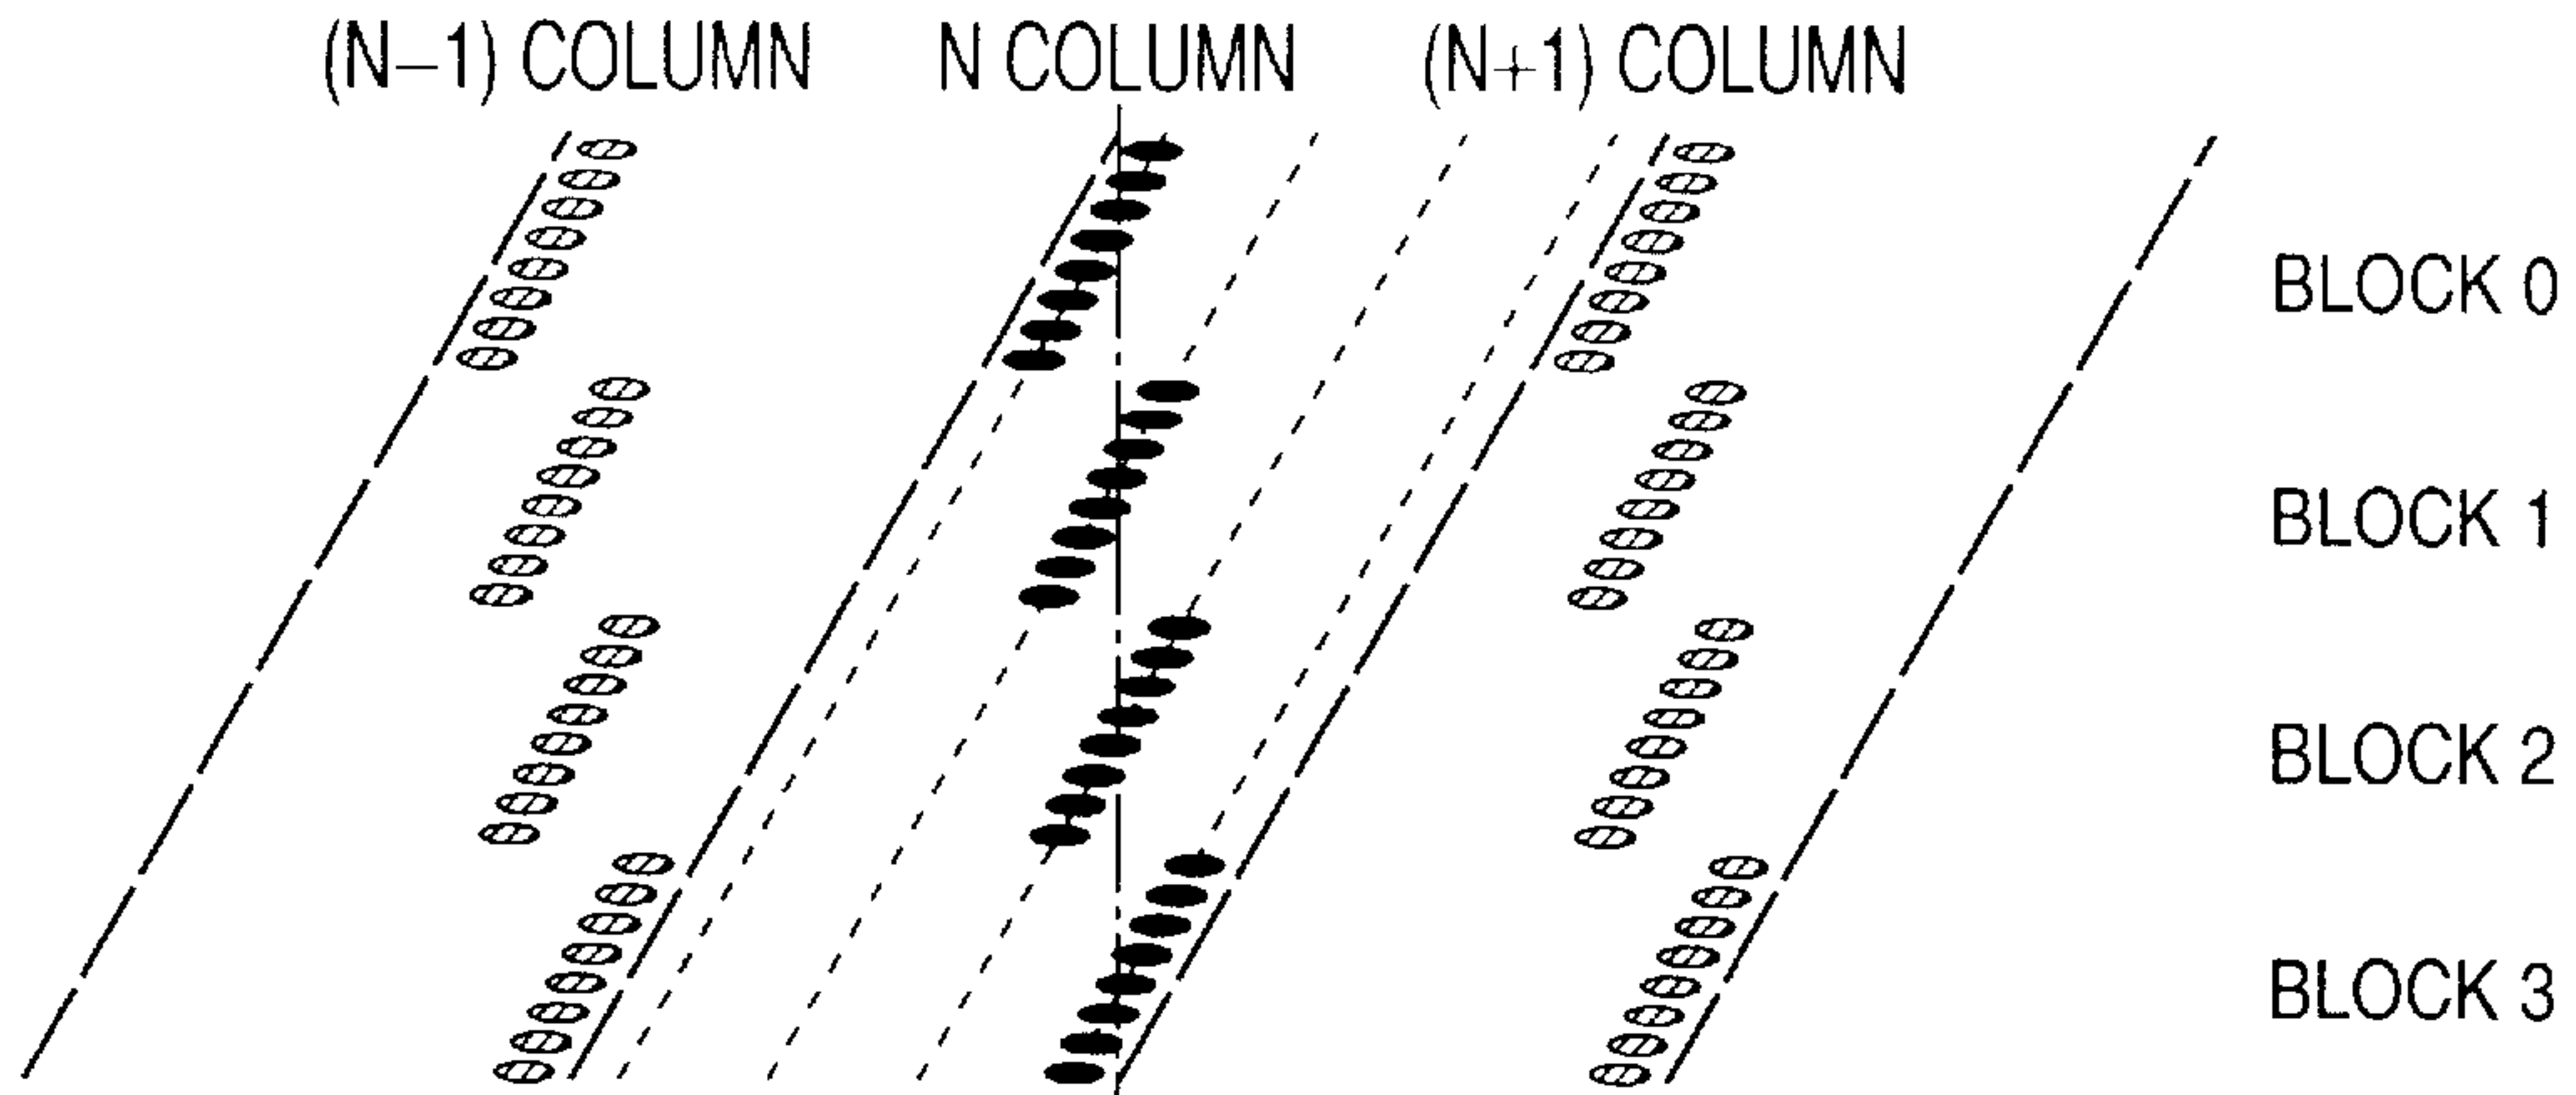 (N−1) COLUMN N COLUMN (N+1) COLUMN
BLOCK 0
BLOCK 1
BLOCK 2
BLOCK 3